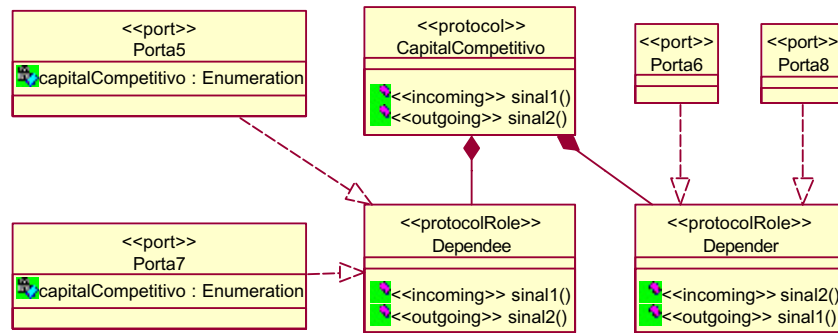 <<port>>
Porta5
capitalCompetitivo : Enumeration
<<protocol>>
CapitalCompetitivo
<<incoming>> sinal1()
<<outgoing>> sinal2()
<<port>>
Porta6
<<port>>
Porta8
<<port>>
Porta7
capitalCompetitivo : Enumeration
<<protocolRole>>
Dependee
<<incoming>> sinal1()
<<outgoing>> sinal2()
<<protocolRole>>
Depender
<<incoming>> sinal2()
<<outgoing>> sinal1()